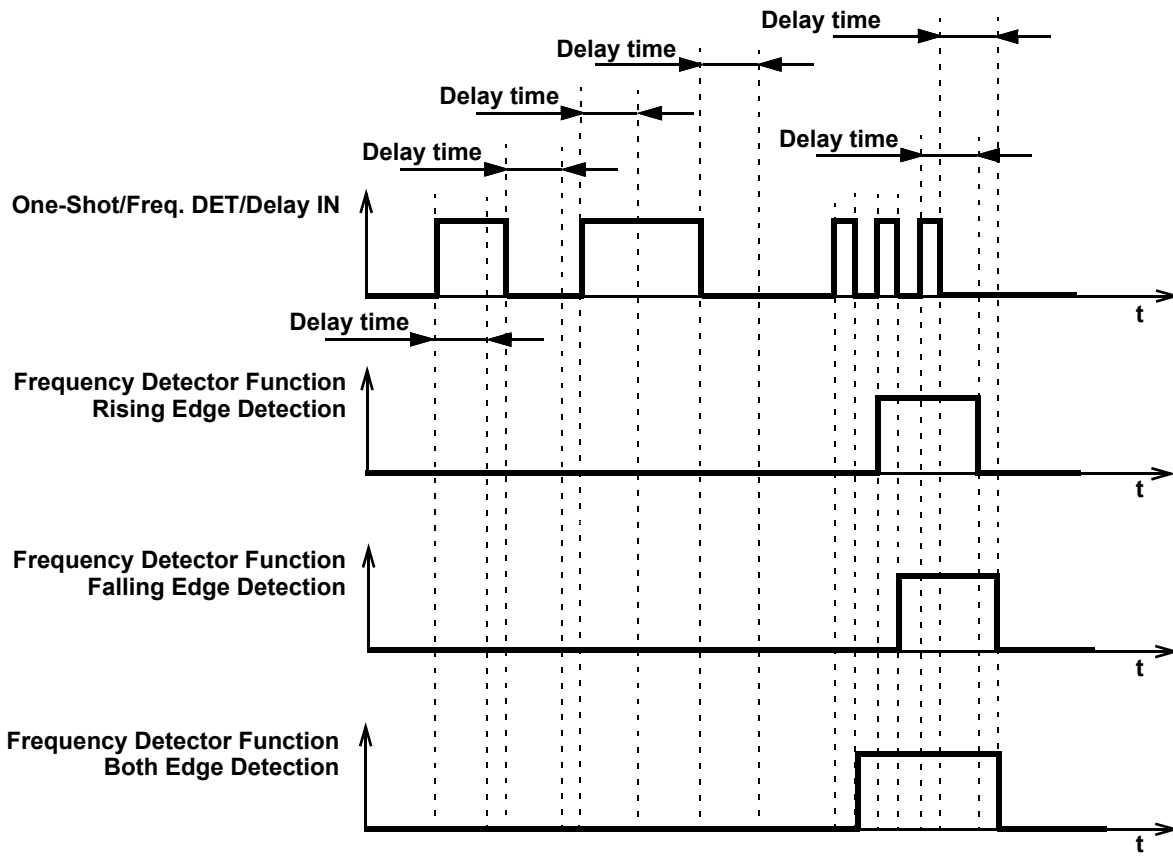 Delay time
Delay time
Delay time
Delay time
Delay time
One-Shot/Freq. DET/Delay IN
t
Delay time
Frequency Detector Function
Rising Edge Detection
t
Frequency Detector Function
Falling Edge Detection
t
Frequency Detector Function
Both Edge Detection
t